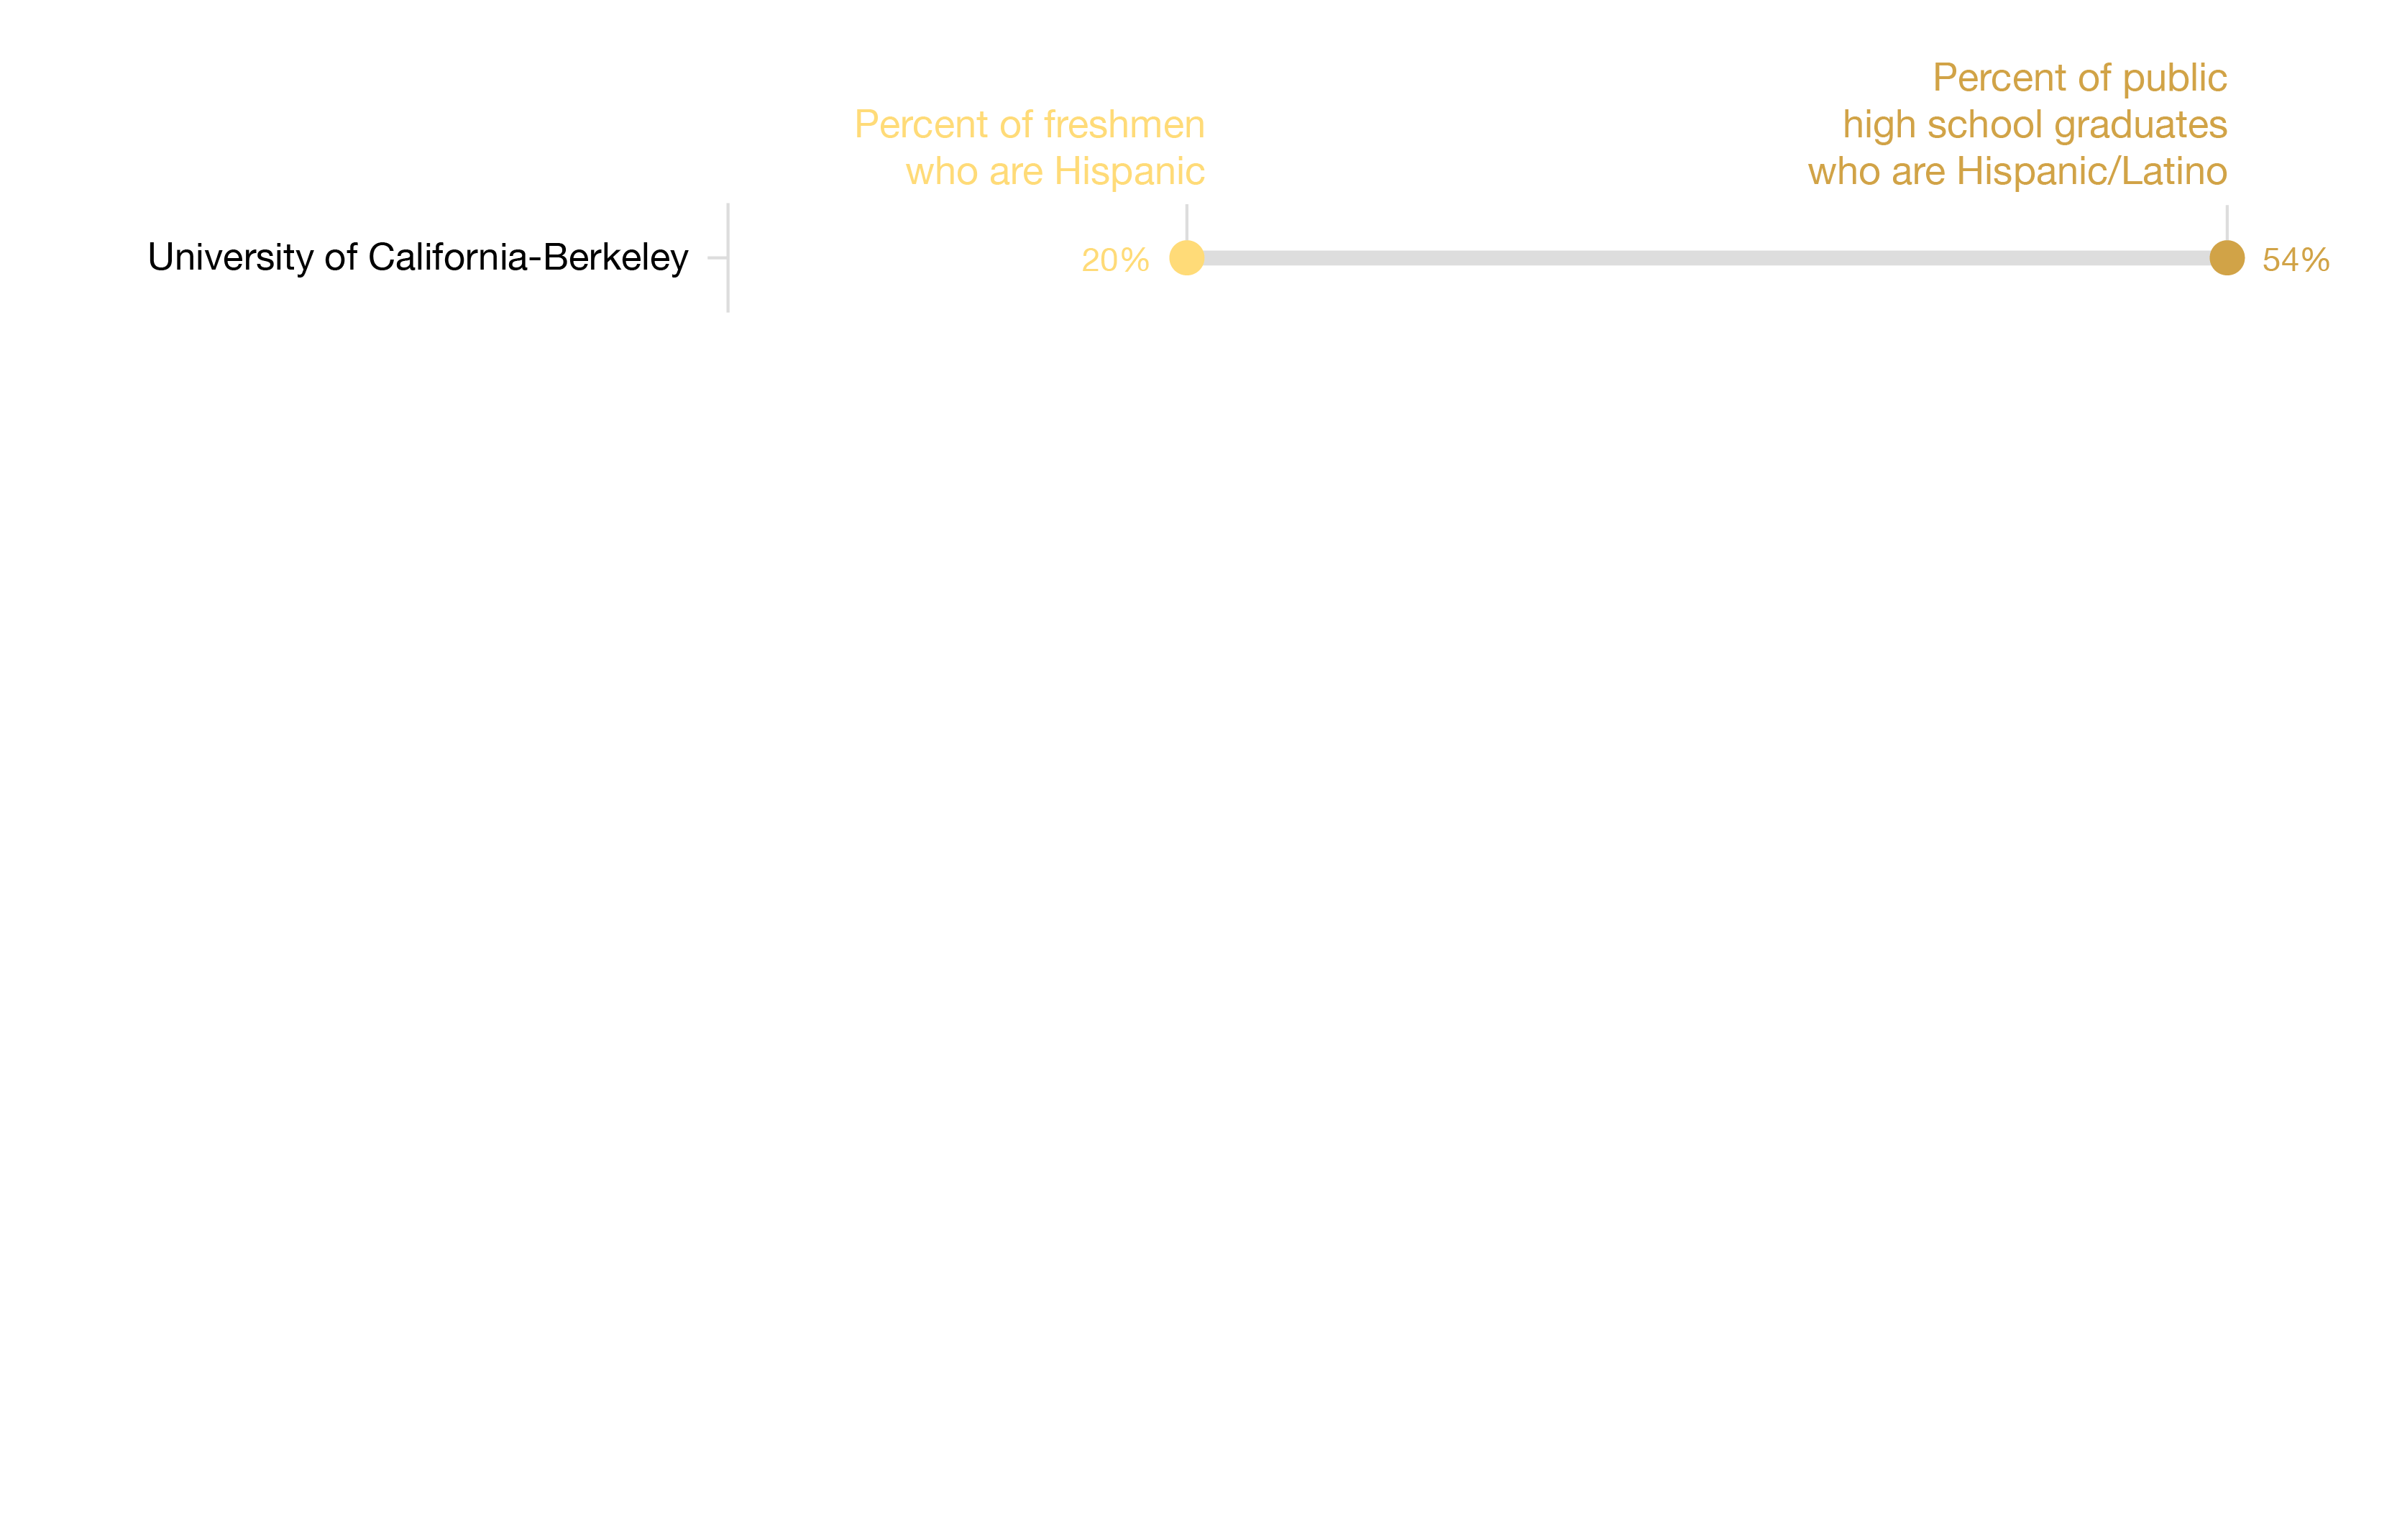 Percent of freshmen
who are Hispanic
Percent of public
high school graduates
who are Hispanic/Latino
University of California-Berkeley
20%
54%